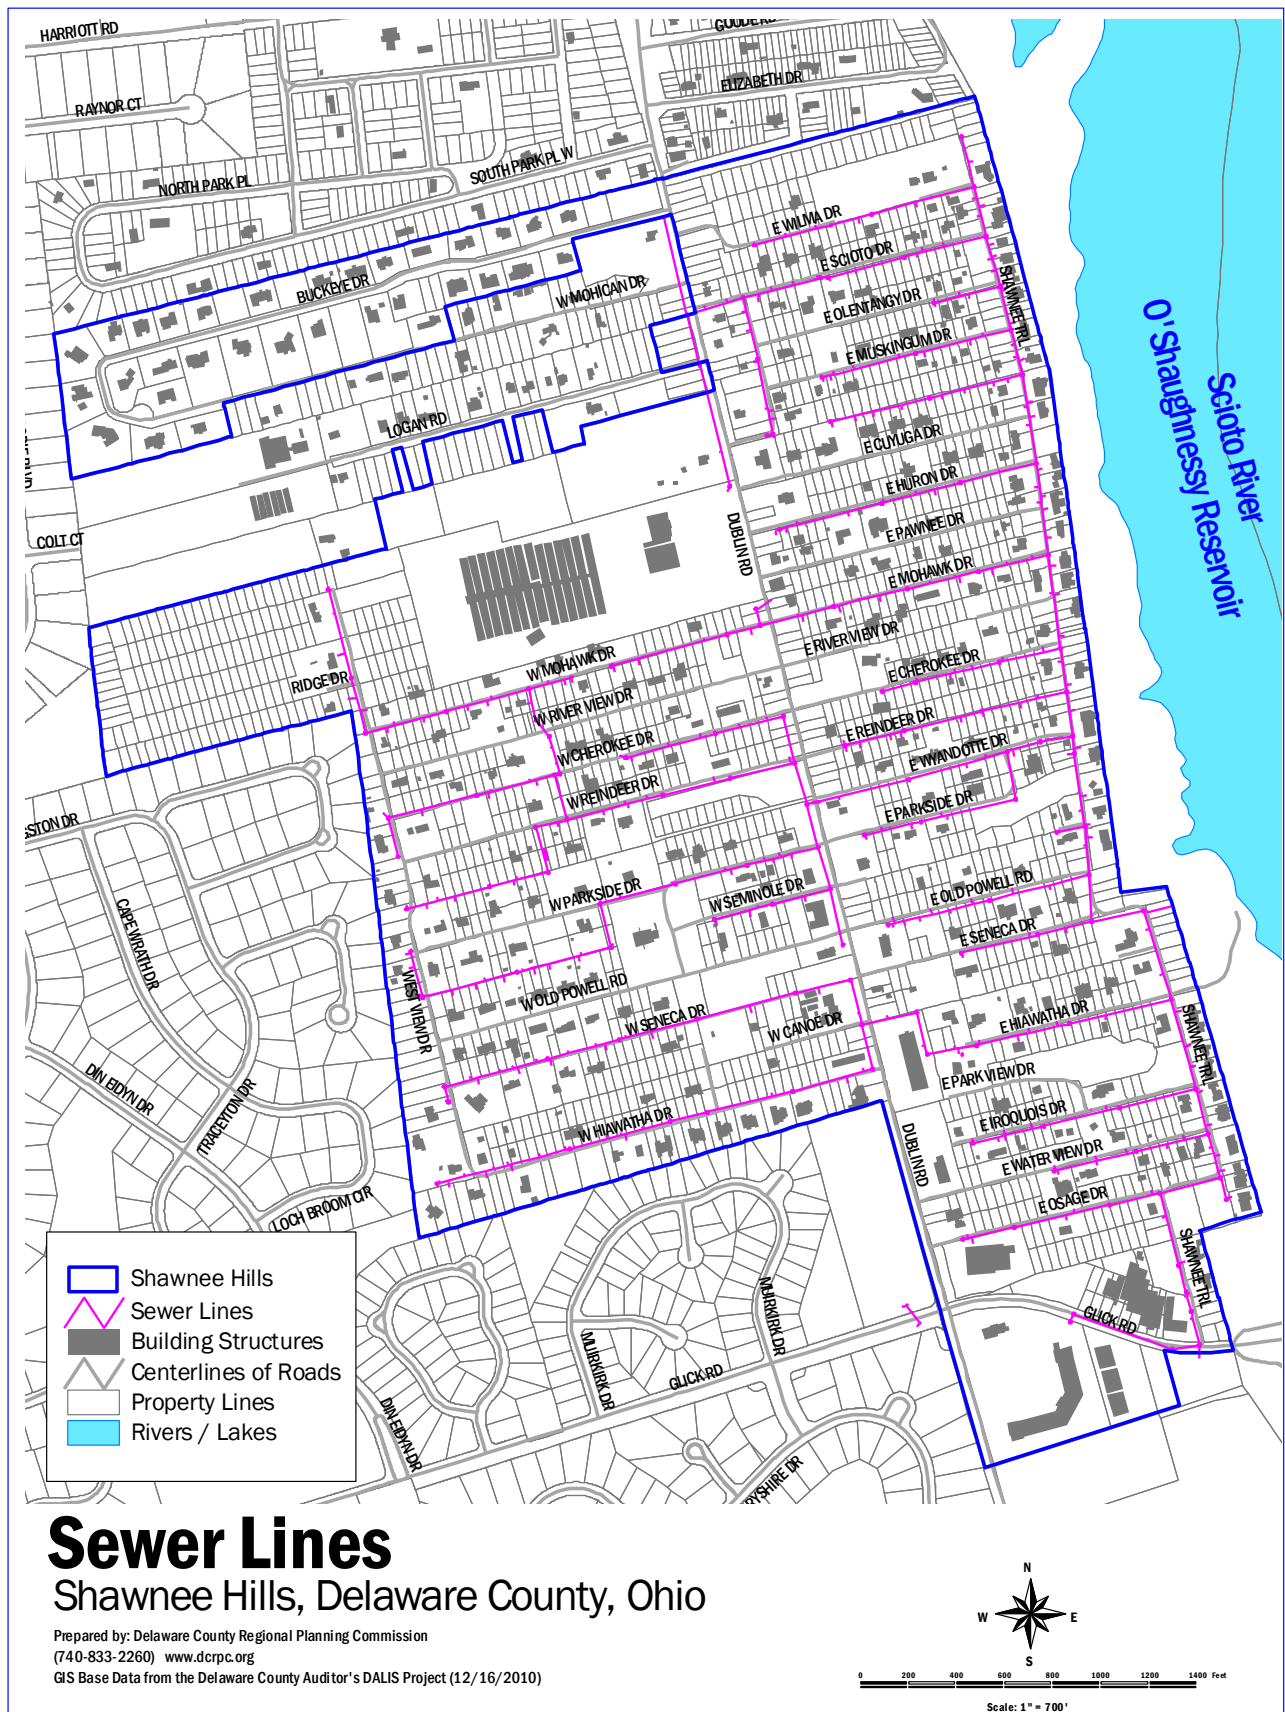 HARRIOTT RD
GOODE RD
RAYNOR CT
ELIZABETH DR
SOUTH PARK PL W
NORTH PARK PL
E WILMA DR
E SCIOTO DR
BUCKEYE DR
W MOHICAN DR
E OLENTANGY DR
SHAWNEE TRL
E MUSKINGUM DR
O'Shaughnessy Reservoir
Scioto River
LOGAN RD
E CUYUGA DR
E HURON DR
COLT CT
DUBLIN RD
E PAWNEE DR
E MOHAWK DR
E RIVER VIEW DR
W MOHAWK DR
E CHEROKEE DR
RIDGE DR
W RIVER VIEW DR
E REINDEER DR
W CHEROKEE DR
E WYANDOTTE DR
W REINDEER DR
E PARKSIDE DR
GSTON DR
W PARKSIDE DR
W SEMINOLE DR
E OLD POWELL RD
CAPE WRATH DR
E SENECA DR
WEST VIEW DR
W OLD POWELL RD
W SENECA DR
W CANOE DR
E HIAWATHA DR
SHAWNEE TRL
DIN EIDYN DR
E PARK VIEW DR
TRACEYTON DR
W HIAWATHA DR
E IROQUOIS DR
DUBLIN RD
E WATER VIEW DR
LOCH BROOM CIR
E OSAGE DR
SHAWNEE TRL
MUIRKIRK DR
GLICK RD
MUIRKIRK DR
GLICK RD
DIN EIDYN DR
RYSHIRE DR
Shawnee Hills
Sewer Lines
Building Structures
Centerlines of Roads
Property Lines
Rivers / Lakes
Sewer Lines
Shawnee Hills, Delaware County, Ohio
Prepared by: Delaware County Regional Planning Commission
(740-833-2260) www.dcrpc.org
GIS Base Data from the Delaware County Auditor's DALIS Project (12/16/2010)
N
W E
S
0 200 400 600 800 1000 1200 1400 Feet
Scale: 1" = 700'